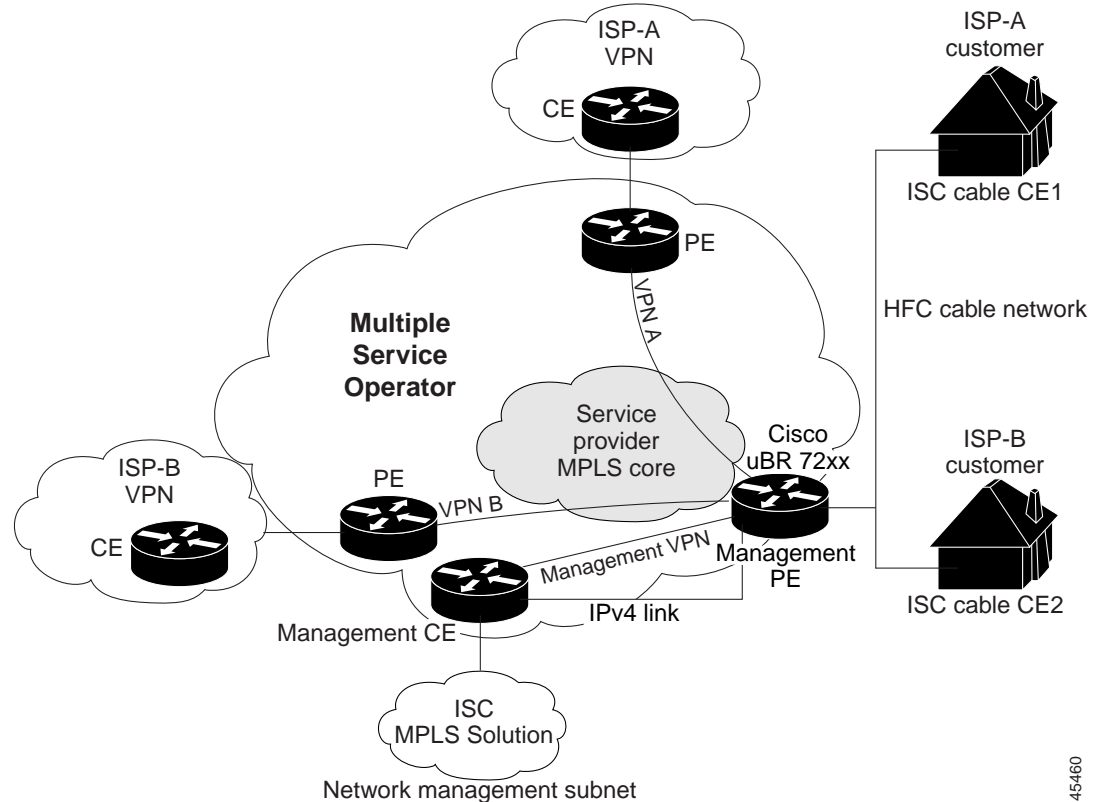 ISP-A
VPN
CE
ISP-A
customer
ISC cable CE1
PE
VPN A
HFC cable network
Multiple
Service
Operator
Service
provider
MPLS core
Cisco
uBR 72xx
ISP-B
customer
ISP-B
VPN
CE
PE
VPN B
Management VPN
Management
PE
ISC cable CE2
IPv4 link
Management CE
ISC
MPLS Solution
Network management subnet
45460